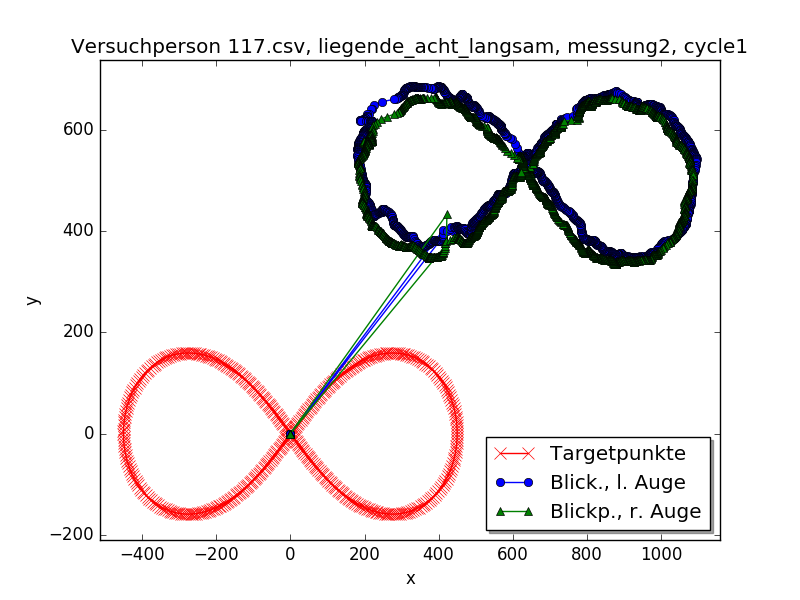 Versuchperson 117.csv, liegende_acht_langsam, messung2, cycle1
600
400
200
0
−200
y
−400
−200
0
200
400
600
800
1000
x
Targetpunkte
Blick., l. Auge
Blickp., r. Auge